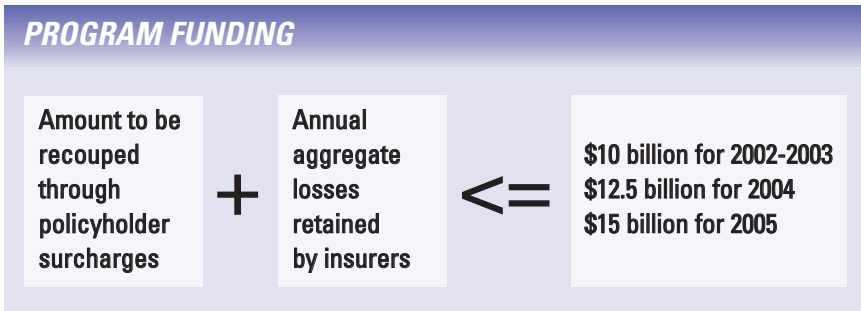 PROGRAM FUNDING
Amount to be
recouped
through
policyholder
surcharges
+
Annual
aggregate
losses
retained
by insurers
<=
$10 billion for 2002-2003
$12.5 billion for 2004
$15 billion for 2005